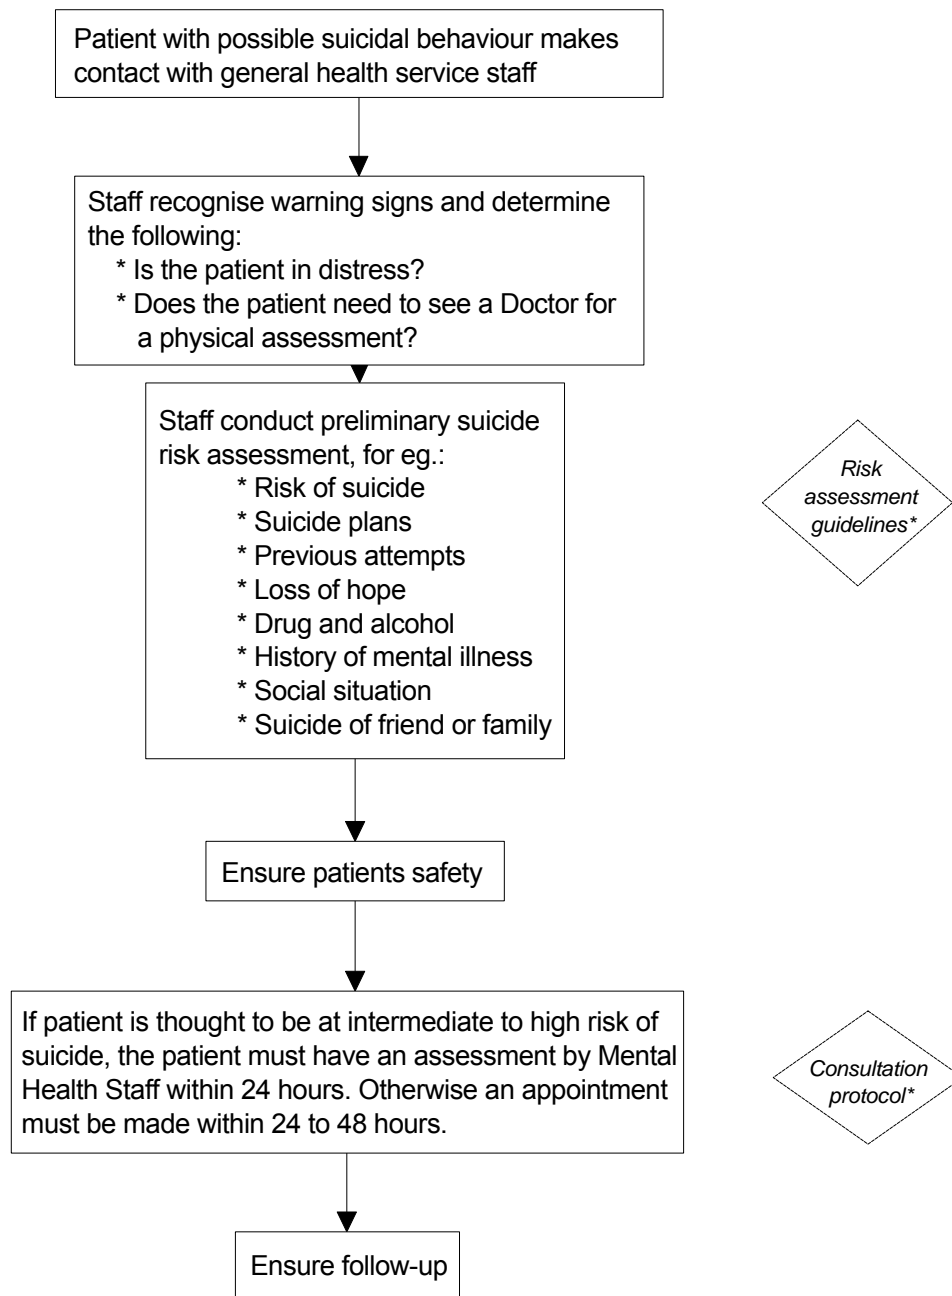 Patient with possible suicidal behaviour makes
contact with general health service staff
Staff recognise warning signs and determine
the following:
* Is the patient in distress?
* Does the patient need to see a Doctor for
a physical assessment?
Staff conduct preliminary suicide
risk assessment, for eg.:
* Risk of suicide
* Suicide plans
* Previous attempts
* Loss of hope
* Drug and alcohol
* History of mental illness
* Social situation
* Suicide of friend or family
Risk
assessment
guidelines*
Ensure patients safety
If patient is thought to be at intermediate to high risk of
suicide, the patient must have an assessment by Mental
Health Staff within 24 hours. Otherwise an appointment
must be made within 24 to 48 hours.
Consultation
protocol*
Ensure follow-up